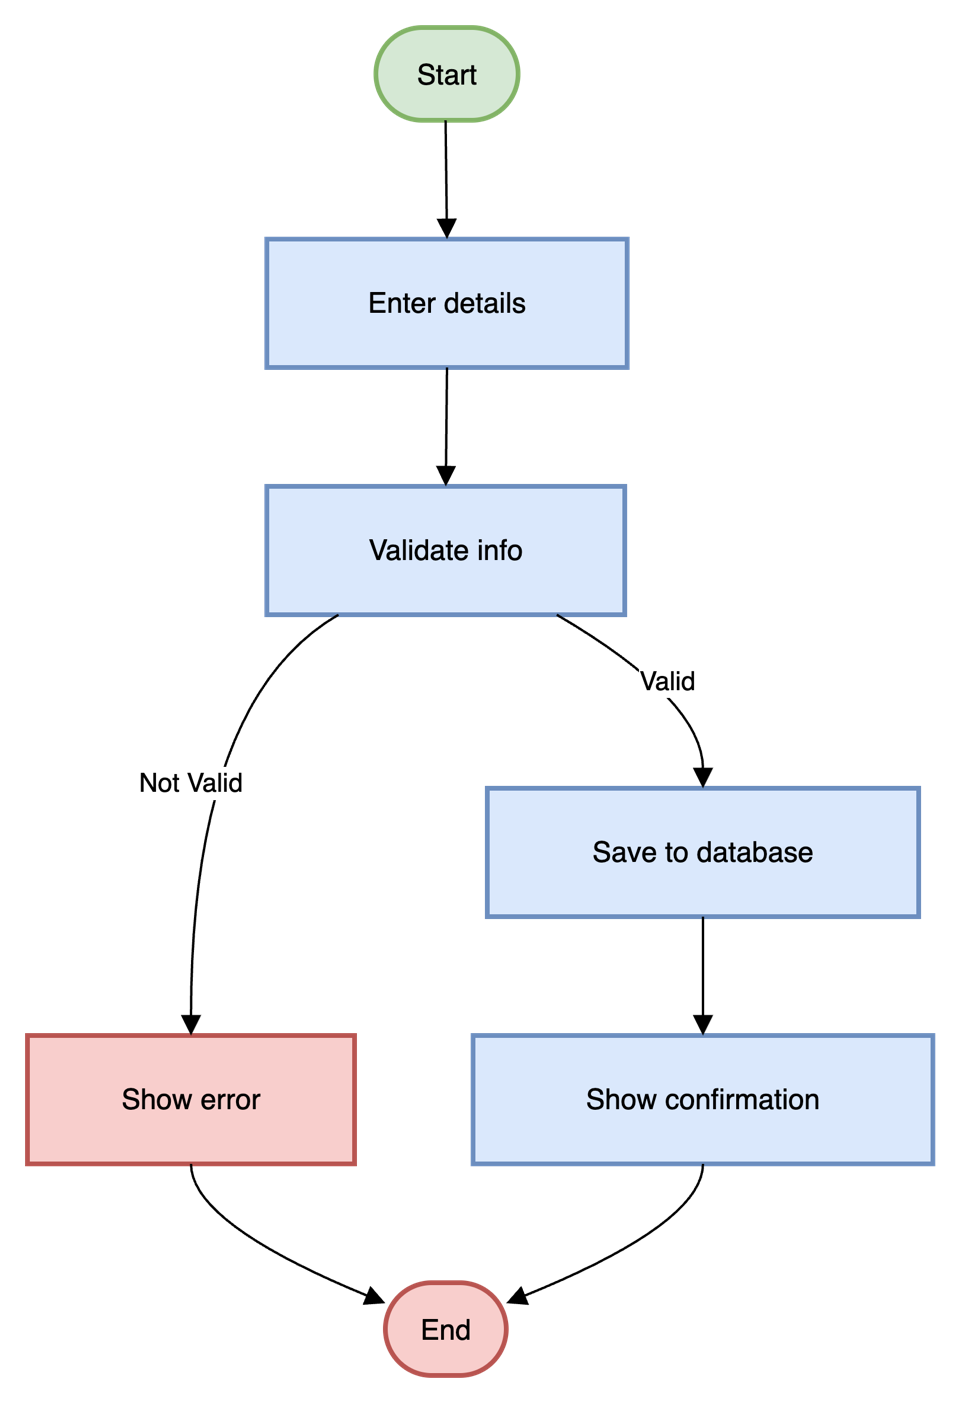 Start
Enter details
Validate info
Valid
Not Valid
Save to database
Show error
Show confirmation
End